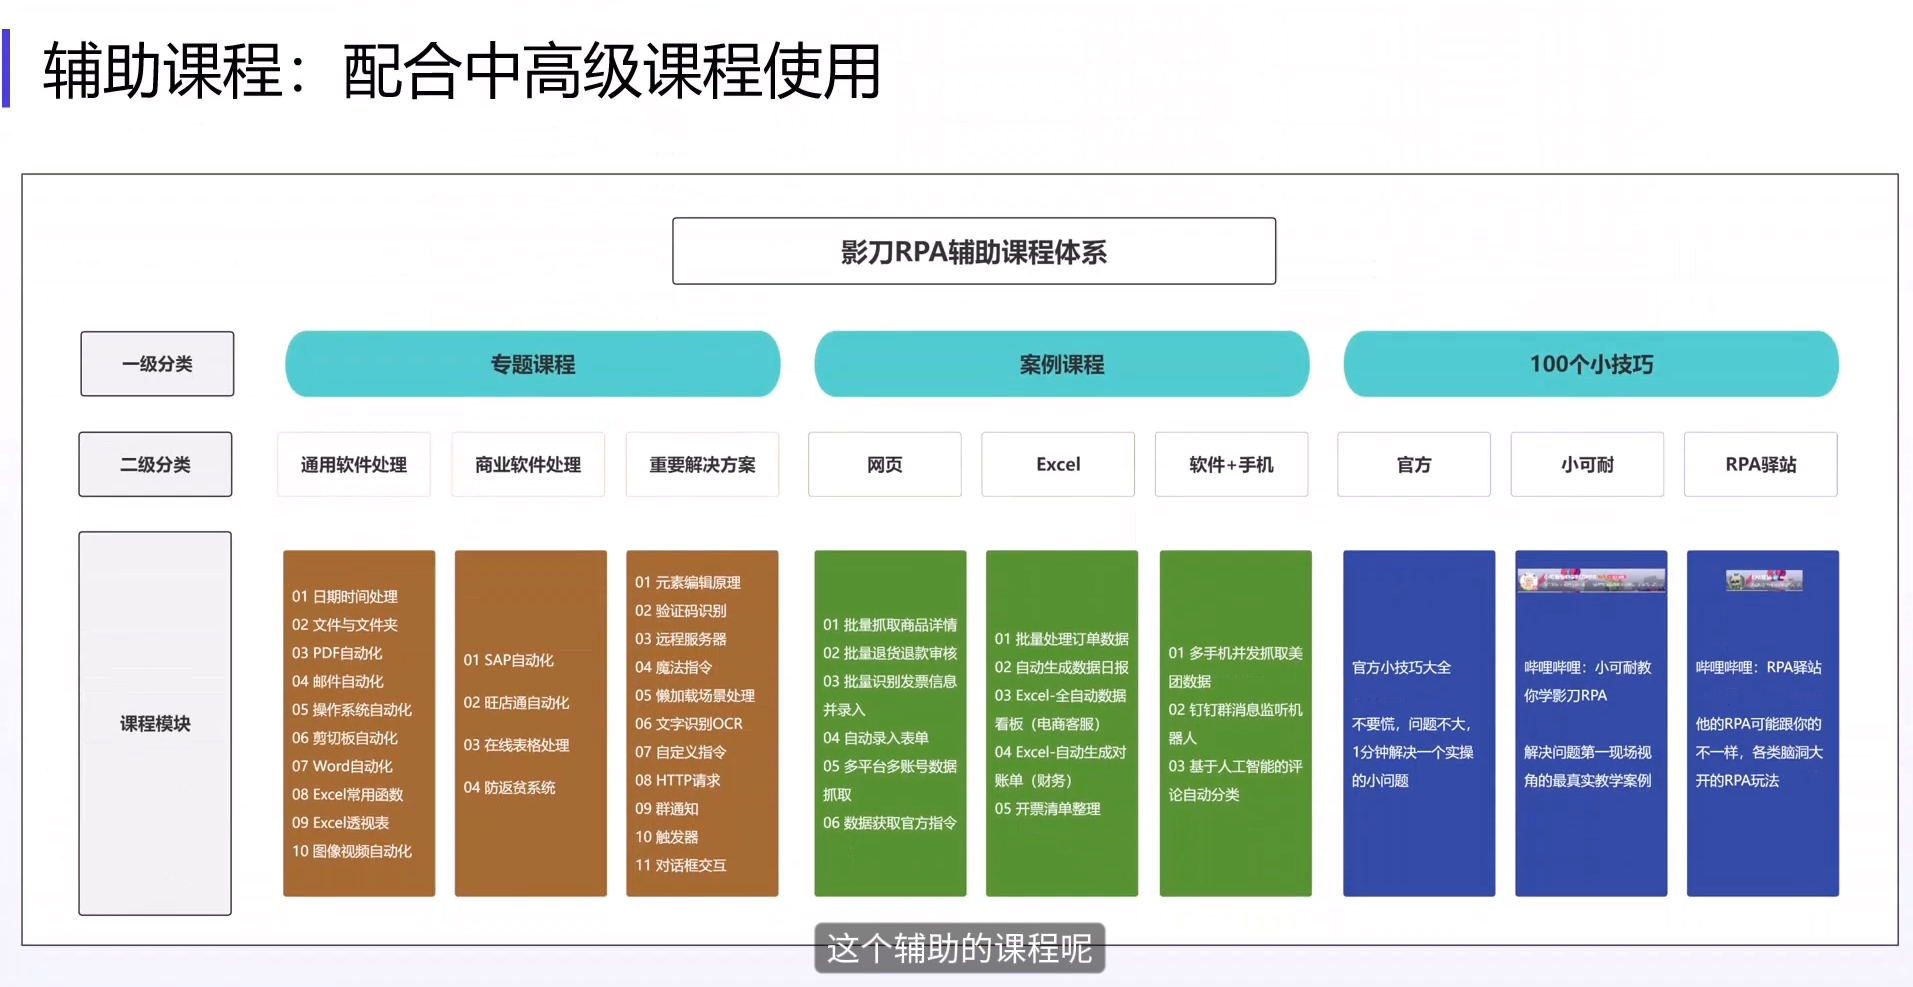 辅助课程：配合中高级课程使用
影刀RPA辅助课程体系
一级分类
专题课程
案例课程
100个小技巧
二级分类
通用软件处理
商业软件处理
重要解决方案
网页
Excel
软件+手机
官方
小可耐
RPA驿站
课程模块
01 日期时间处理
02 文件与文件夹
03 PDF自动化
04 邮件自动化
05 操作系统自动化
06 剪切板自动化
07 Word自动化
08 Excel常用函数
09 Excel透视表
10 图像视频自动化
01 SAP自动化
02 旺店通自动化
03 在线表格处理
04 防返贫系统
01 元素编辑原理
02 验证码识别
03 远程服务器
04 魔法指令
05 懒加载场景处理
06 文字识别OCR
07 自定义指令
08 HTTP请求
09 群通知
10 触发器
11 对话框交互
01 批量抓取商品详情
02 批量退货退款审核
03 批量识别发票信息
并录入
04 自动录入表单
05 多平台多账号数据
抓取
06 数据获取官方指令
01 批量处理订单数据
02 自动生成数据日报
03 Excel-全自动数据
看板（电商客服）
04 Excel-自动生成对
账单（财务）
05 开票清单整理
01 多手机并发抓取美
团数据
02 钉钉群消息监听机
器人
03 基于人工智能的评
论自动分类
官方小技巧大全
不要慌，问题不大，
1分钟解决一个实操
的小问题
哔哩哔哩：小可耐教
你学影刀RPA
解决问题第一现场视
角的最真实教学案例
哔哩哔哩：RPA驿站
他的RPA可能跟你的
不一样，各类脑洞大
开的RPA玩法
这个辅助的课程呢